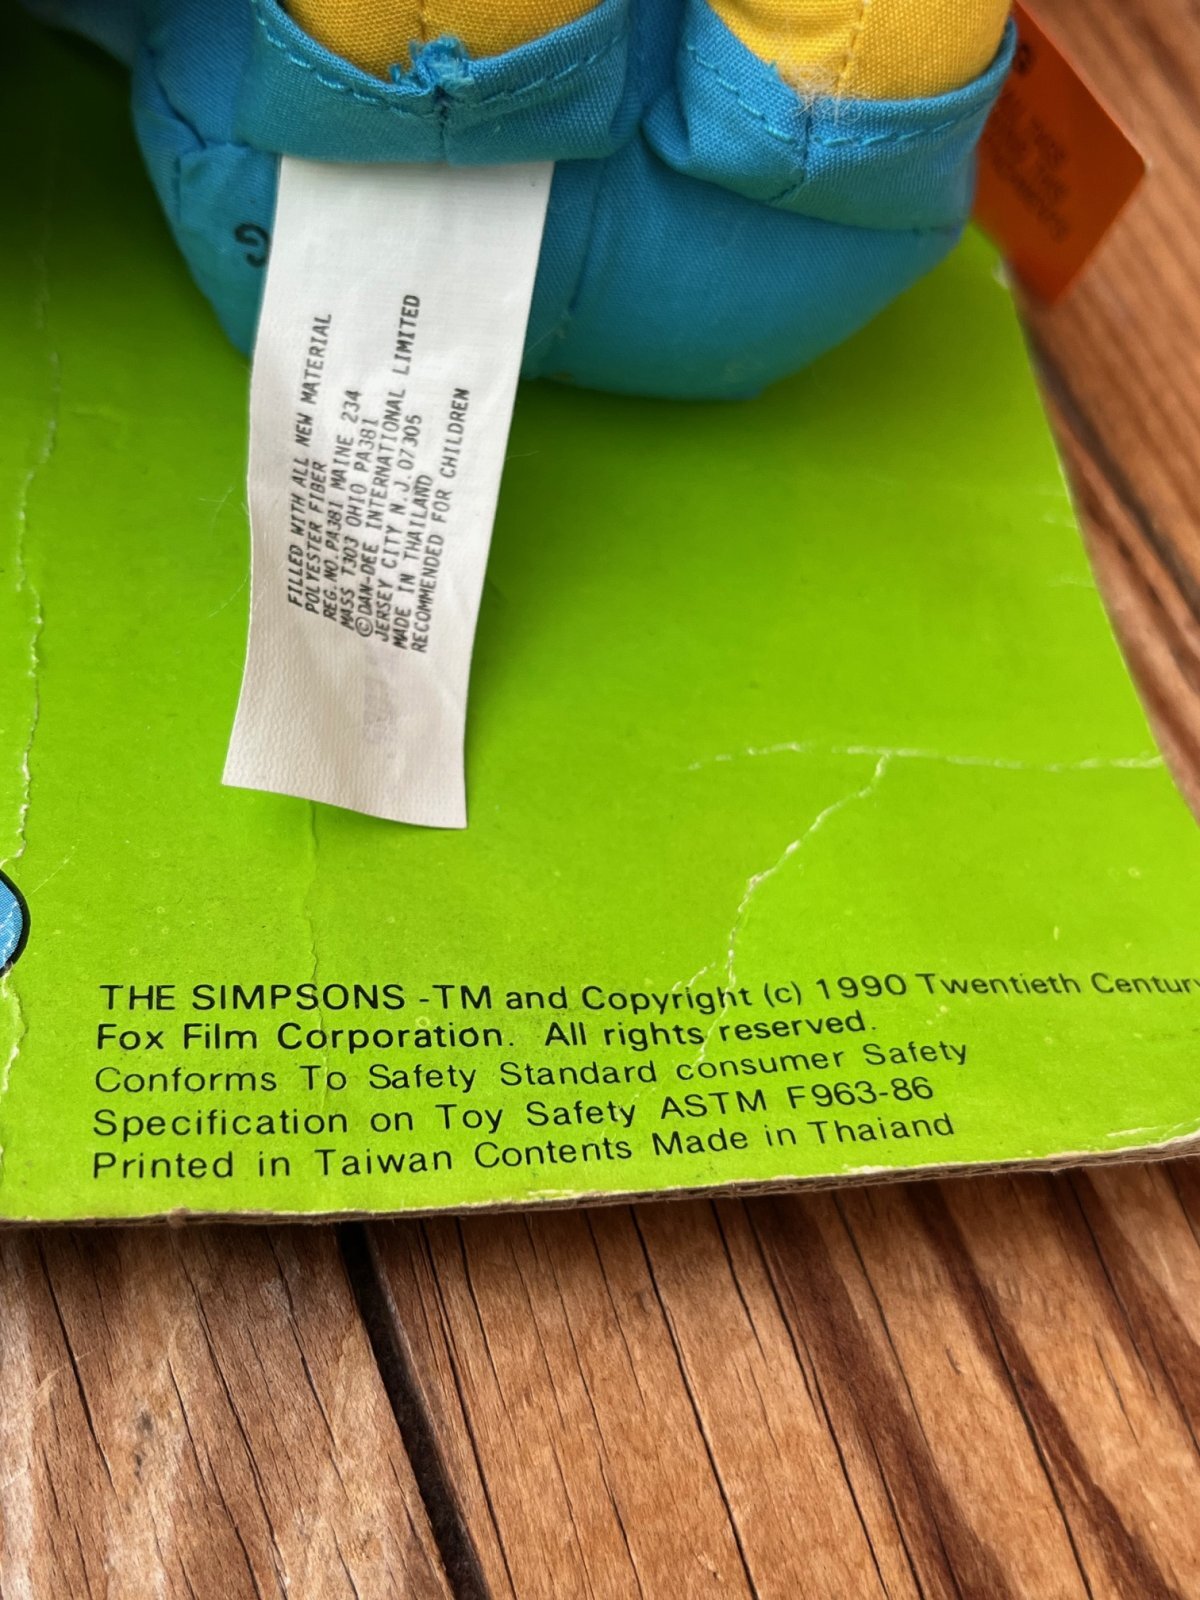 FILLED WITH ALL NEW MATERIAL
POLYESTER FIBER
REG.NO.PA381 MAINE 234
MASS T303 OHIO PA381
©DAN-DEE INTERNATIONAL LIMITED
JERSEY CITY N.J.07305
MADE IN THAILAND
RECOMMENDED FOR CHILDREN
THE SIMPSONS -TM and Copyright (c) 1990 Twentieth Century
Fox Film Corporation. All rights reserved.
Conforms To Safety Standard consumer Safety
Specification on Toy Safety ASTM F963-86
Printed in Taiwan Contents Made in Thaiand